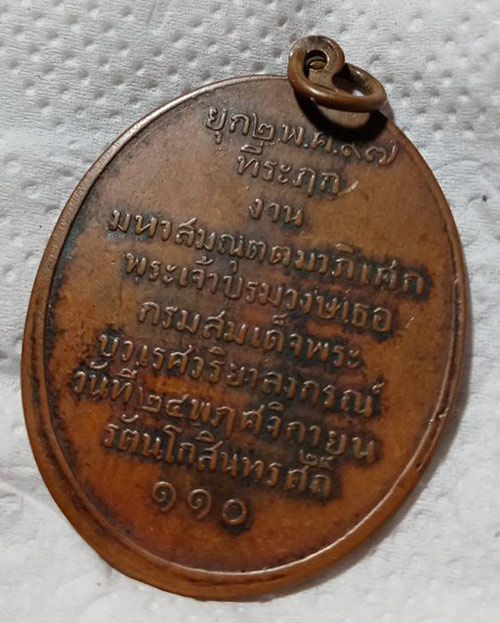 ยุก๒พ.ศ.๙๗
ที่ระฦก
งาน
มหาสมณุตตมาภิเศก
พระเจ้าบรมวงษเธอ
กรมสมเด็จพระ
ปวเรศวริยาลงกรณ์
วันที่๒๔พฤศจิกายน
รัตนโกสินทรศก๒๔
๑๑๐